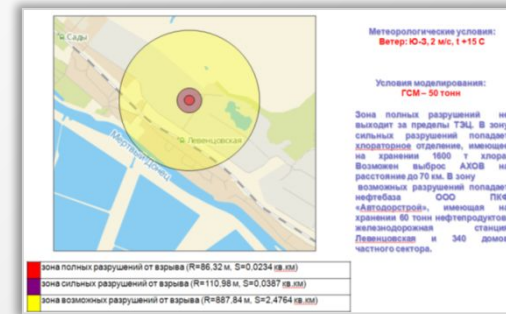 Сады
Мертвый Донец
Левенцовская
зона полных разрушений от взрыва (R=86,32 м, S=0,0234 кв.км)
зона сильных разрушений от взрыва (R=110,98 м, S=0,0387 кв.км)
зона возможных разрушений от взрыва (R=887.84 м, S=2.4764 кв.км)
Метеорологические условия:
Ветер: Ю-З, 2 м/с, t +15 С
Условия моделирования:
ГСМ – 50 тонн
Зона полных разрушений не
выходит за пределы ТЭЦ. В зону
сильных разрушений попадает
хлораторное отделение, имеющее
на хранении 1600 т хлора.
Возможен выброс АХОВ на
расстояние до 70 км. В зону
возможных разрушений попадает
нефтебаза ООО ПКФ
«Автодорстрой», имеющая на
хранении 60 тонн нефтепродуктов,
железнодорожная станция
Левенцовская и 340 домов
частного сектора.